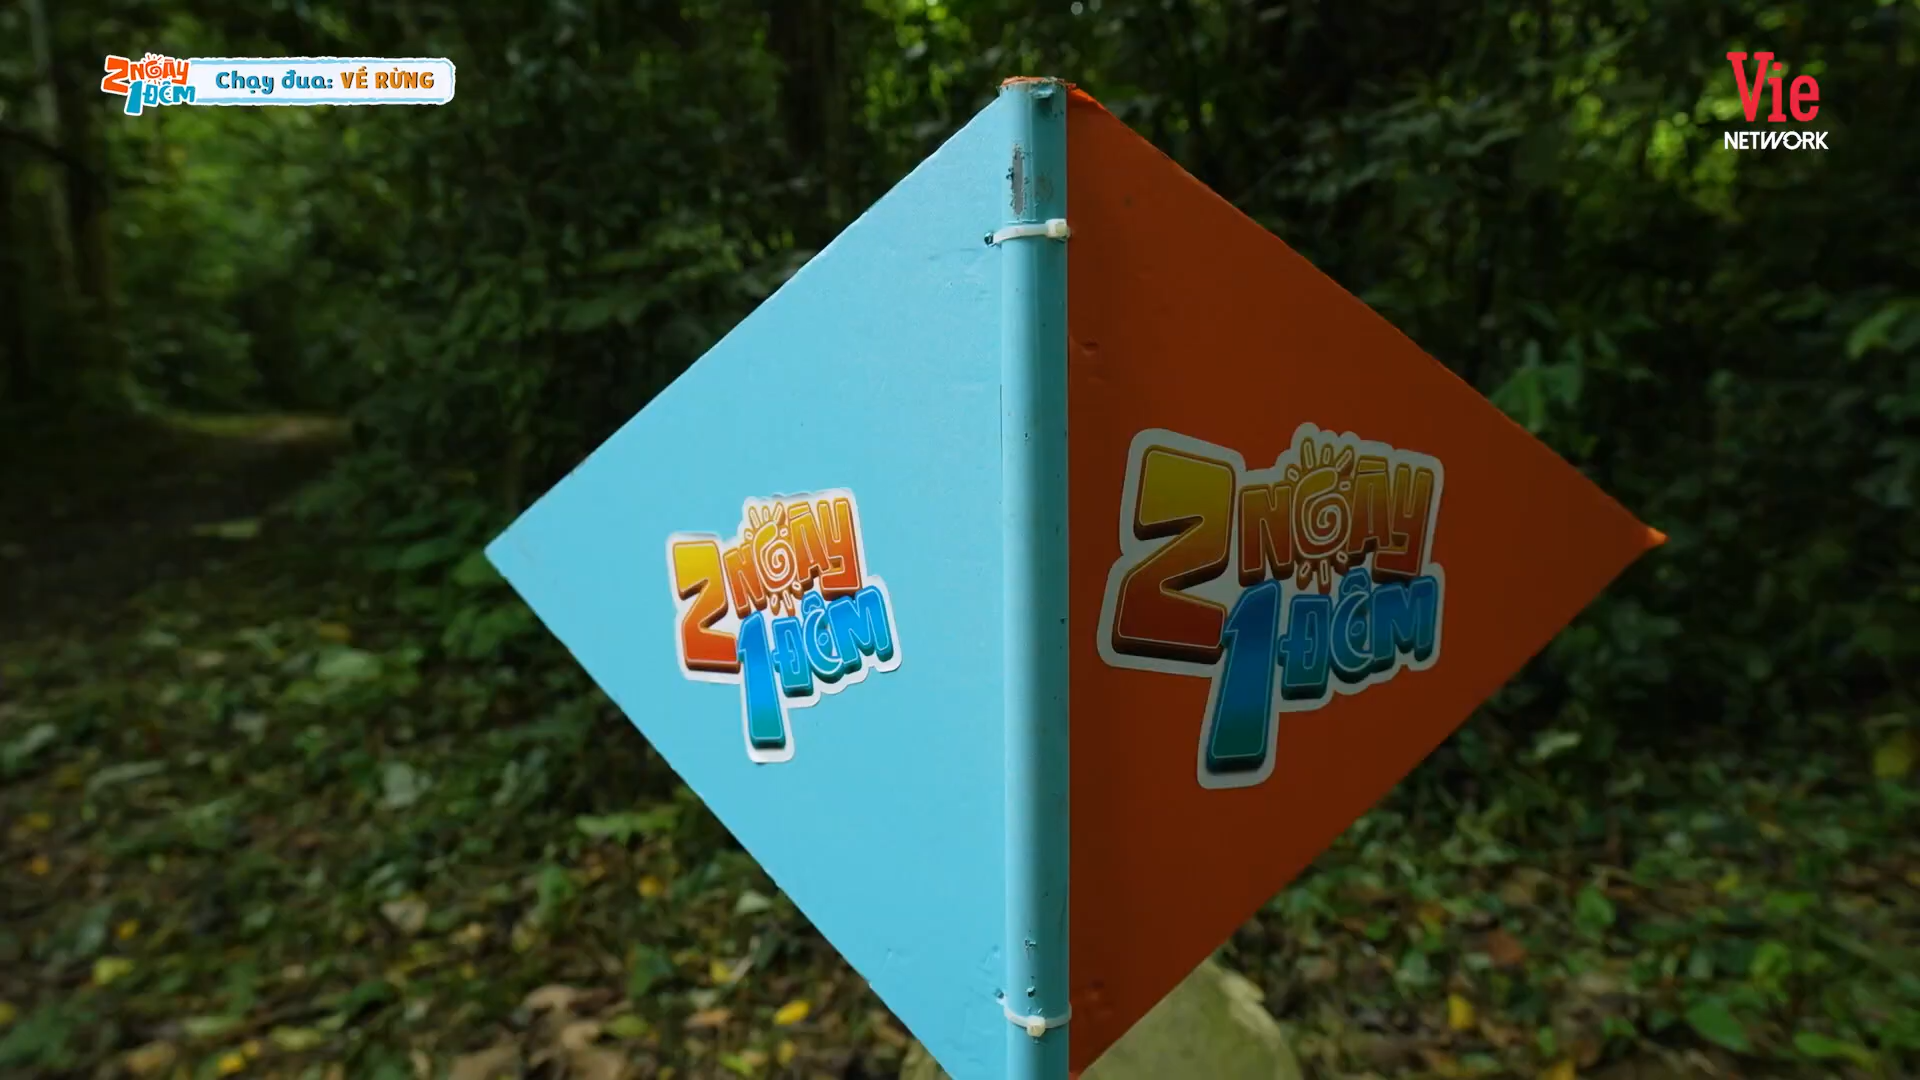 2 NGÀY
1 ĐÊM
Chạy đua: VỀ RỪNG
Vie
NETWORK
2 NGÀY
1 ĐÊM
2 NGÀY
1 ĐÊM